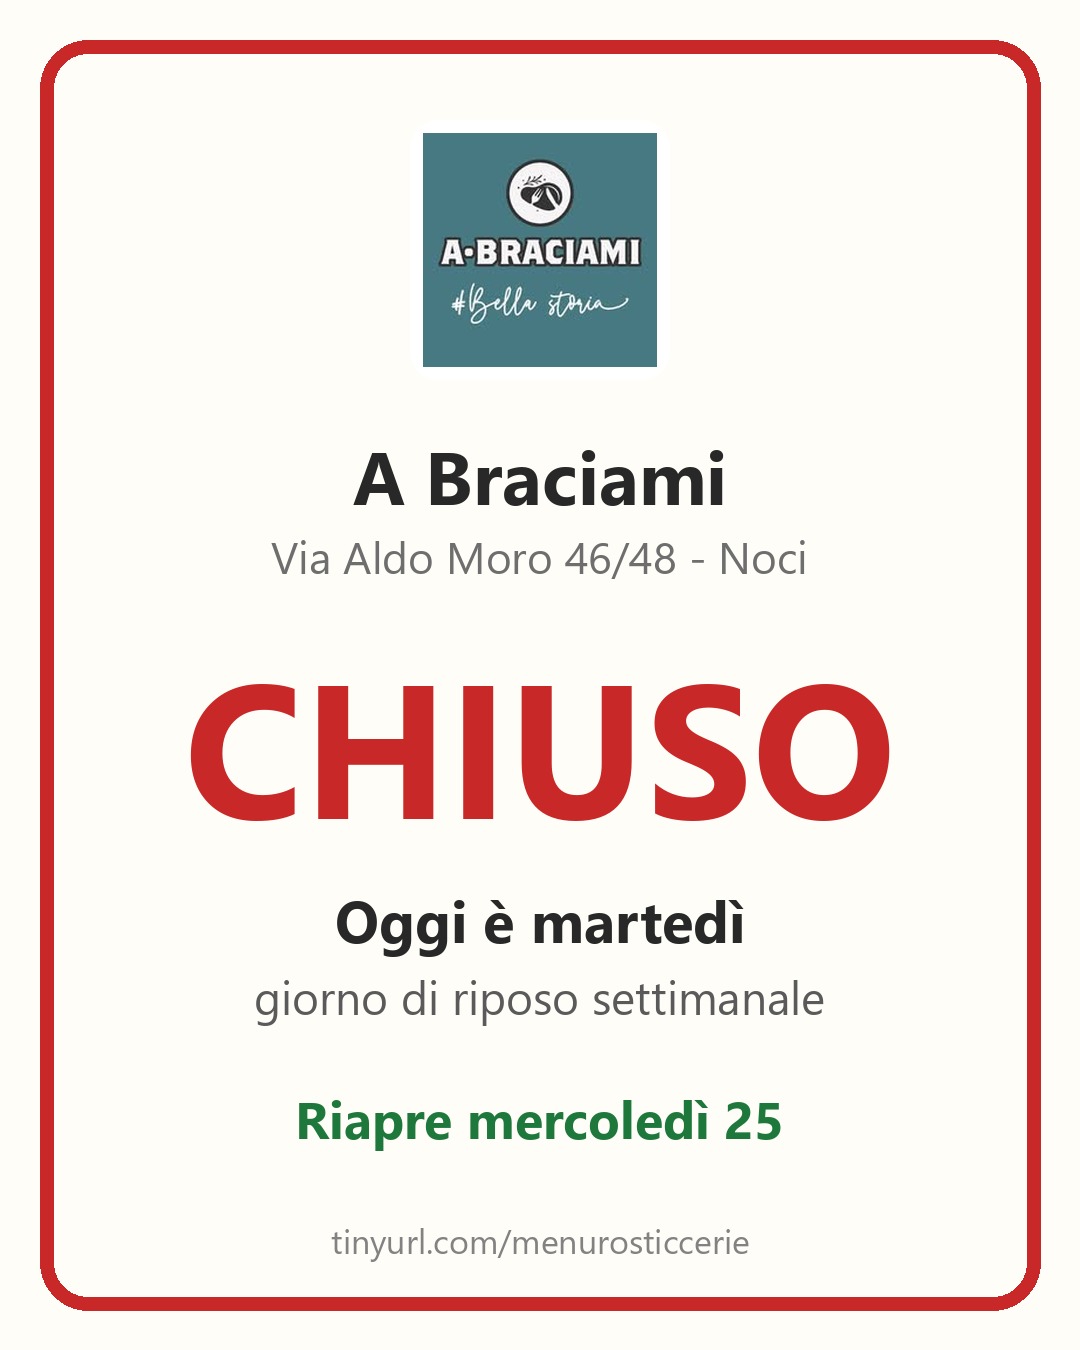 A·BRACIAMI
#Bella storia
A Braciami
Via Aldo Moro 46/48 - Noci
CHIUSO
Oggi è martedì
giorno di riposo settimanale
Riapre mercoledì 25
tinyurl.com/menurosticcerie